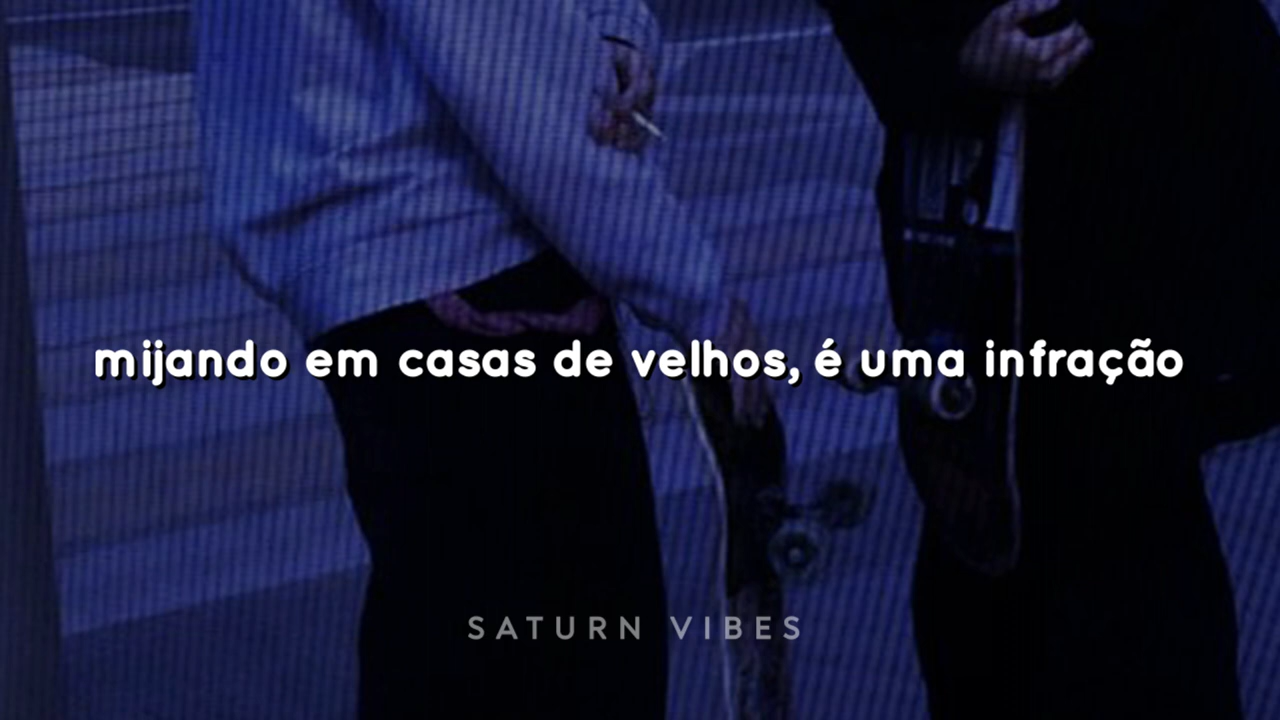 mijando em casas de velhos, é uma infração
SATURN VIBES